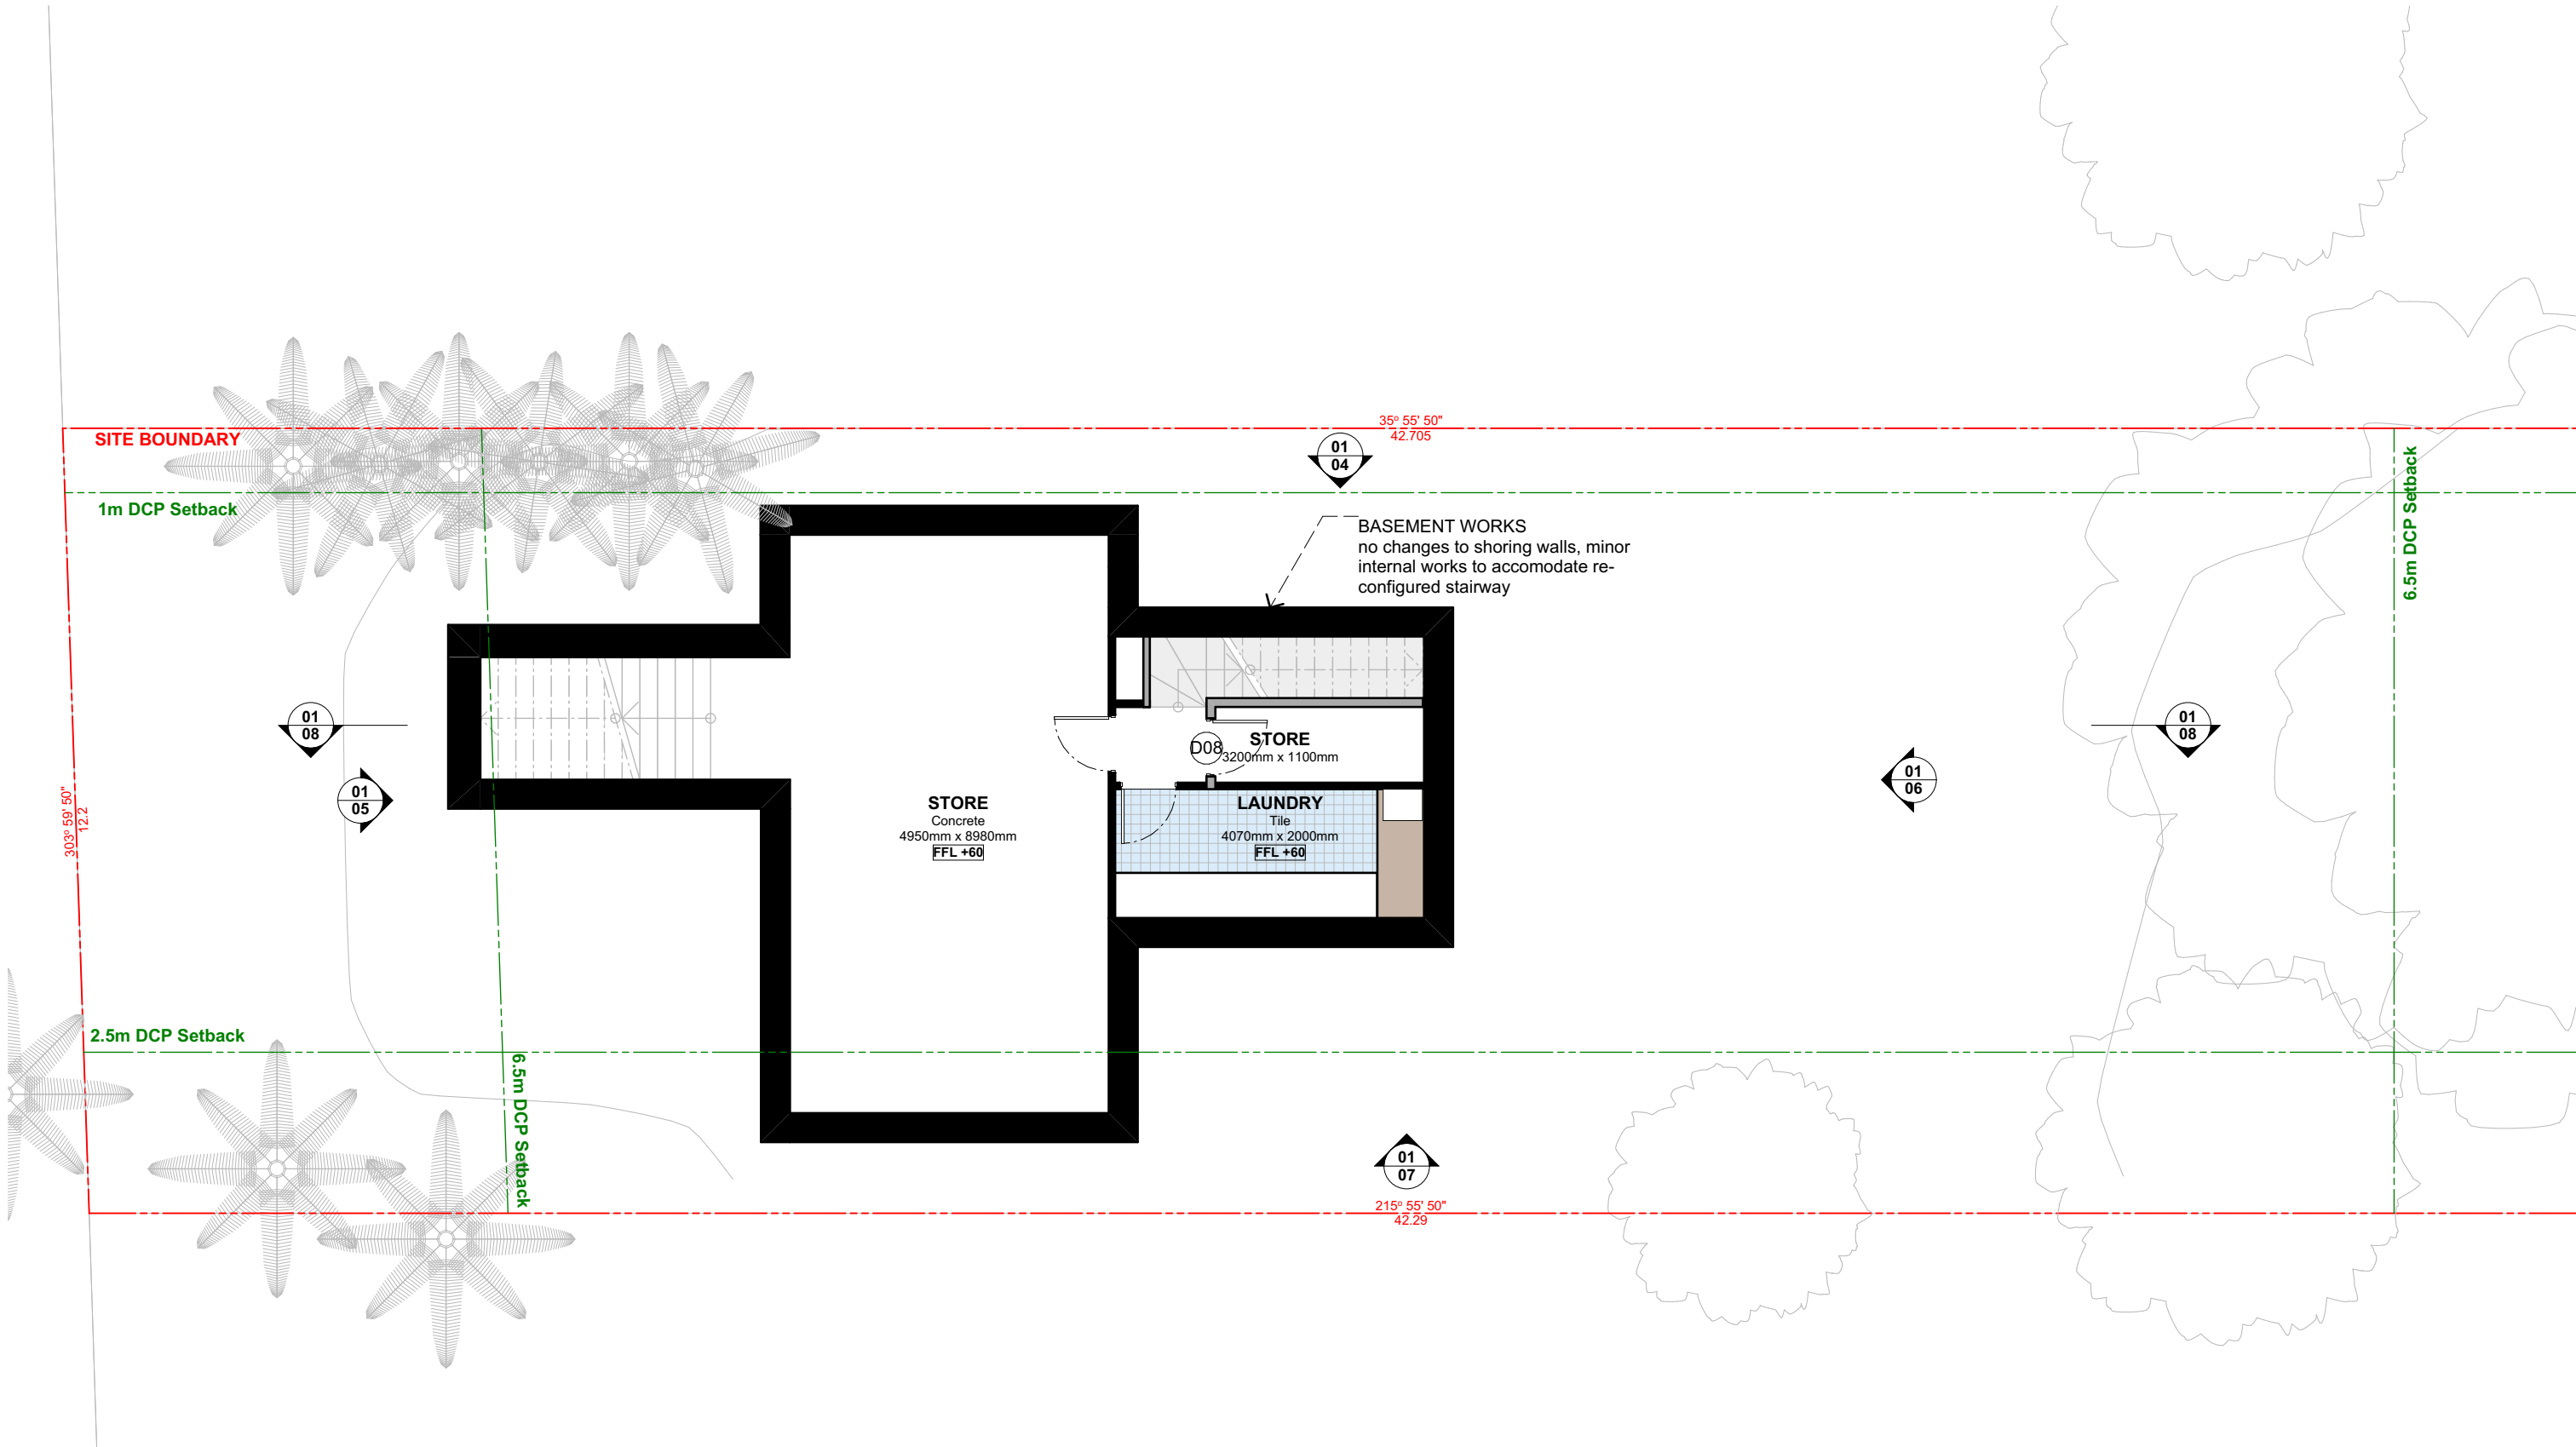 35° 55' 50"
42.705
SITE BOUNDARY
01
04
1m DCP Setback
6.5m DCP Setback
BASEMENT WORKS
no changes to shoring walls, minor
internal works to accomodate re-
configured stairway
01
08
01
08
D08
STORE
3200mm x 1100mm
01
06
01
05
303° 59' 50"
12.2
STORE
Concrete
4950mm x 8980mm
FFL +60
LAUNDRY
Tile
4070mm x 2000mm
FFL +60
2.5m DCP Setback
6.5m DCP Setback
01
07
215° 55' 50"
42.29